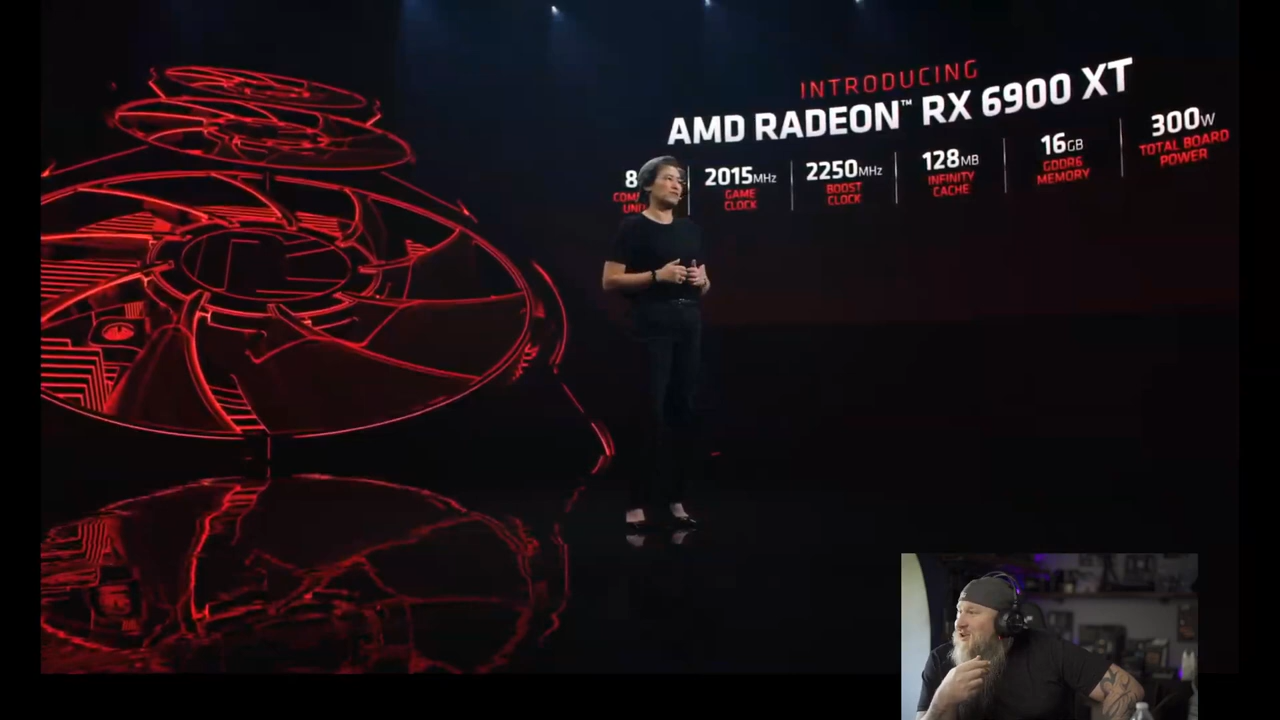 INTRODUCING
AMD RADEON™ RX 6900 XT
8
2015MHz
GAME
CLOCK
2250MHz
BOOST
CLOCK
128MB
INFINITY
CACHE
16GB
GDDR6
MEMORY
300W
TOTAL BOARD
POWER